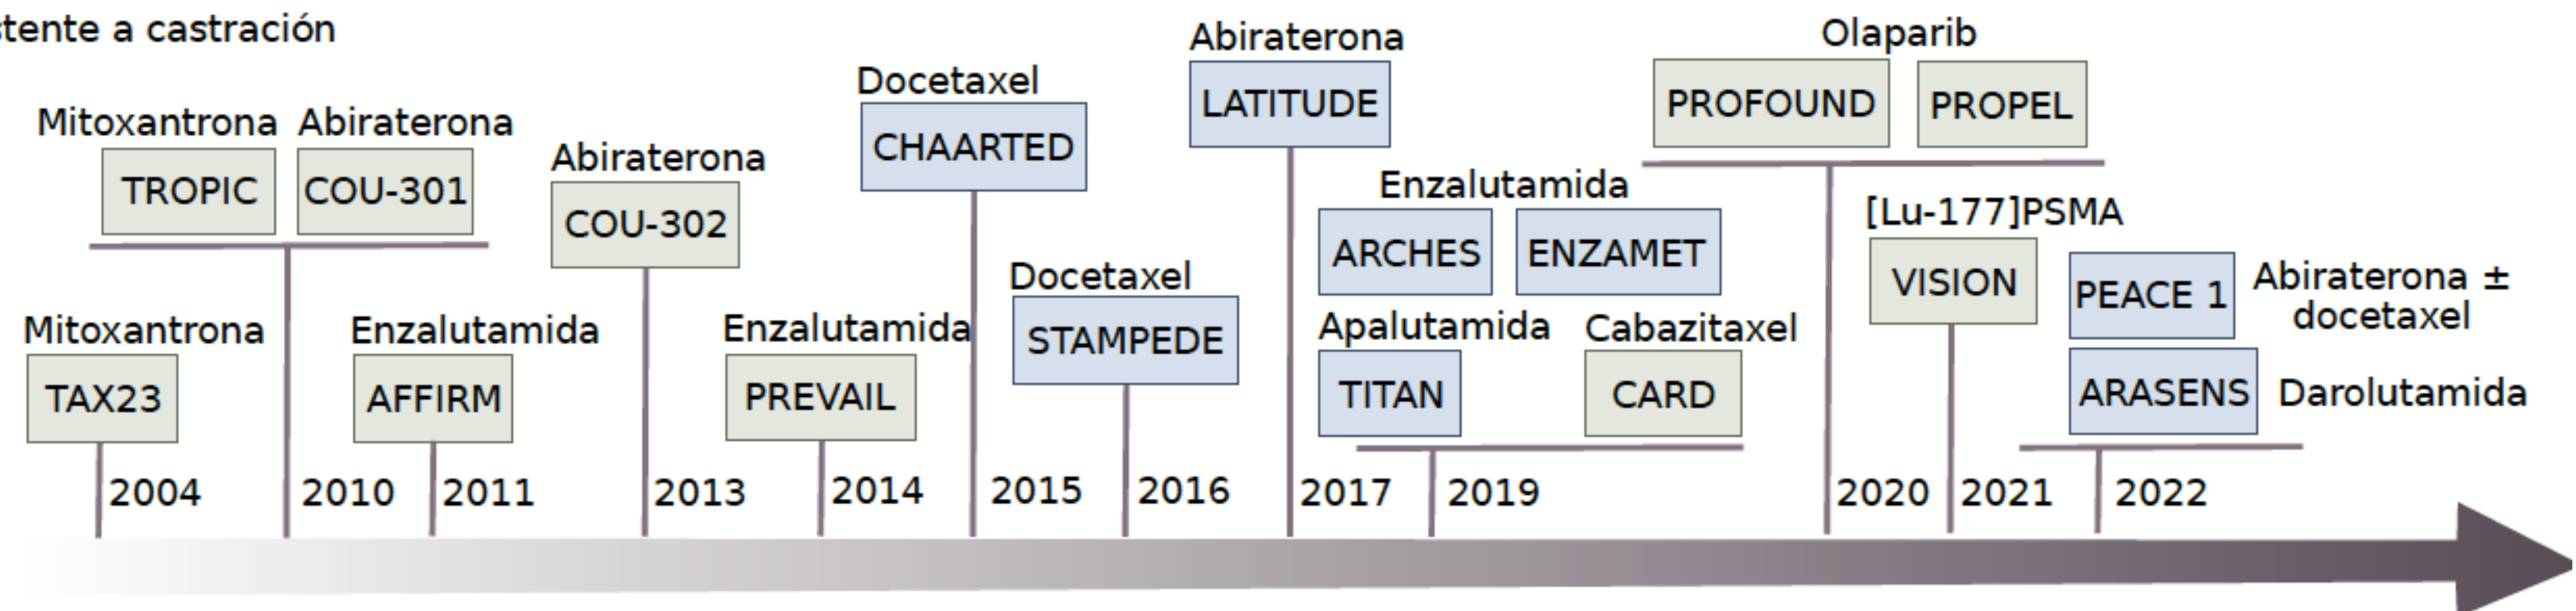 stente a castración
Mitoxantrona
TAX23
2004
Mitoxantrona
TROPIC
Abiraterona
COU-301
2010
Enzalutamida
AFFIRM
2011
Abiraterona
COU-302
2013
Enzalutamida
PREVAIL
2014
Docetaxel
CHAARTED
2015
Docetaxel
STAMPEDE
2016
Abiraterona
LATITUDE
2017
Enzalutamida
ARCHES
ENZAMET
Apalutamida
TITAN
Cabazitaxel
CARD
2019
Olaparib
PROFOUND
PROPEL
2020
[Lu-177]PSMA
VISION
2021
PEACE 1
Abiraterona ±
docetaxel
ARASENS
Darolutamida
2022